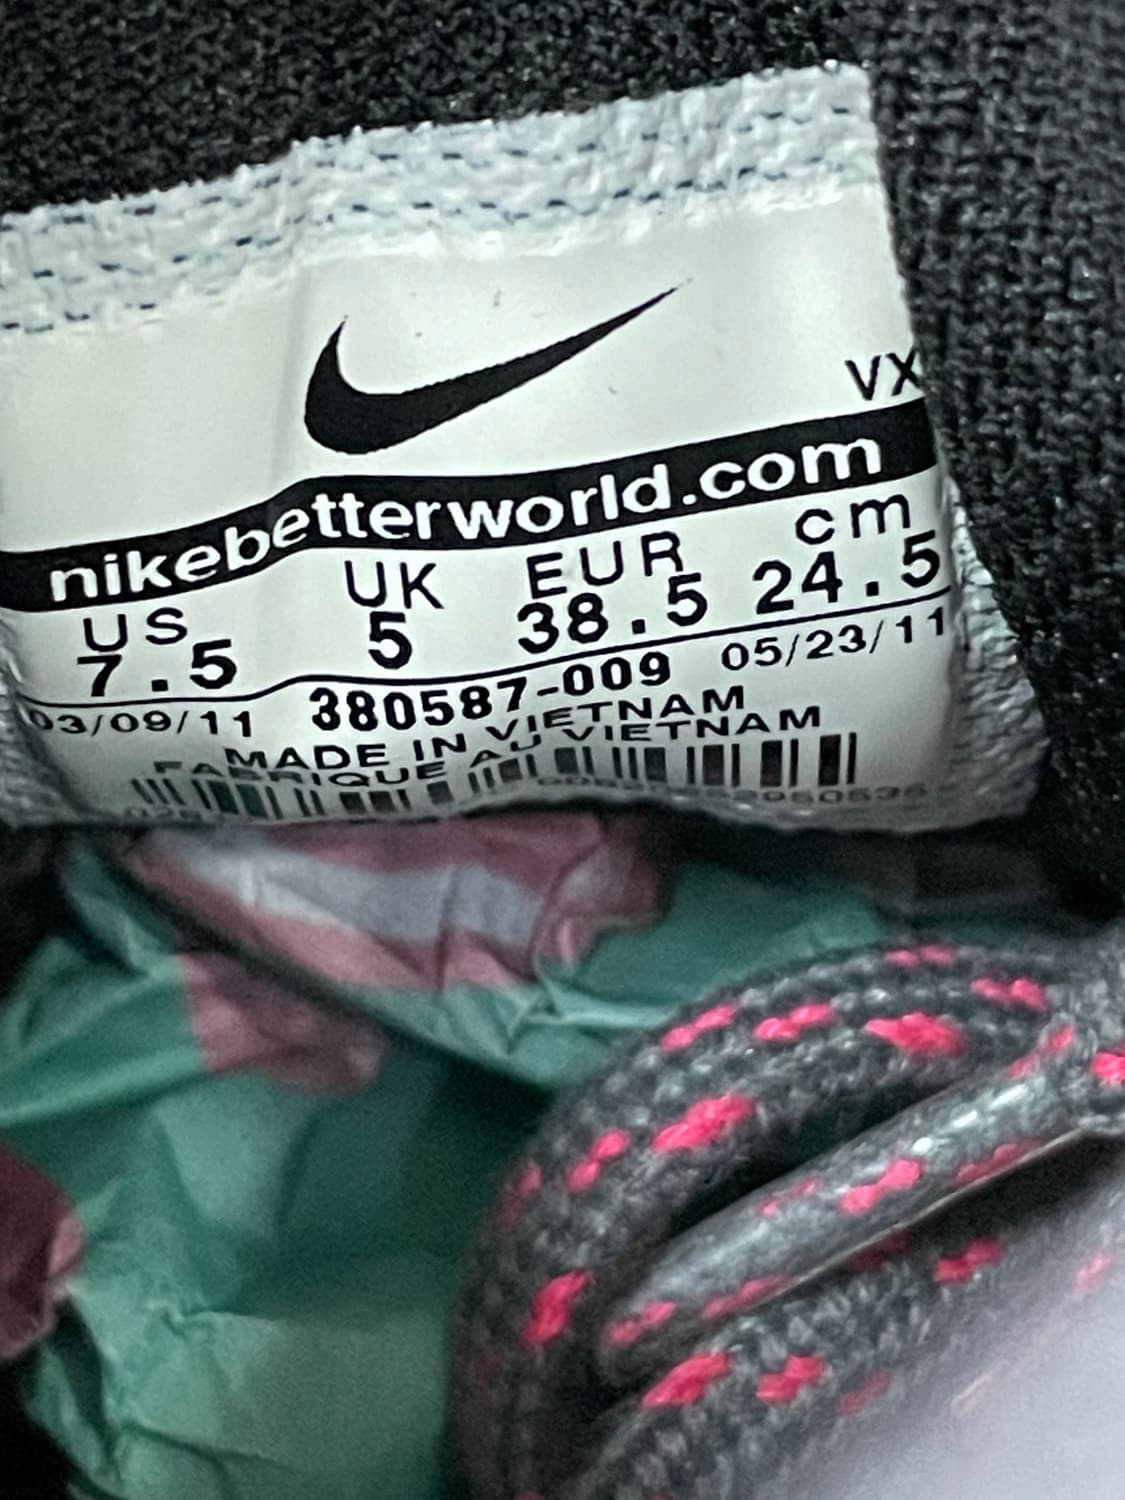 VX
nikebetterworld.com
US UK EUR cm
7.5 5 38.5 24.5
03/09/11 380587-009 05/23/11
MADE IN VIETNAM
FABRIQUE AU VIETNAM